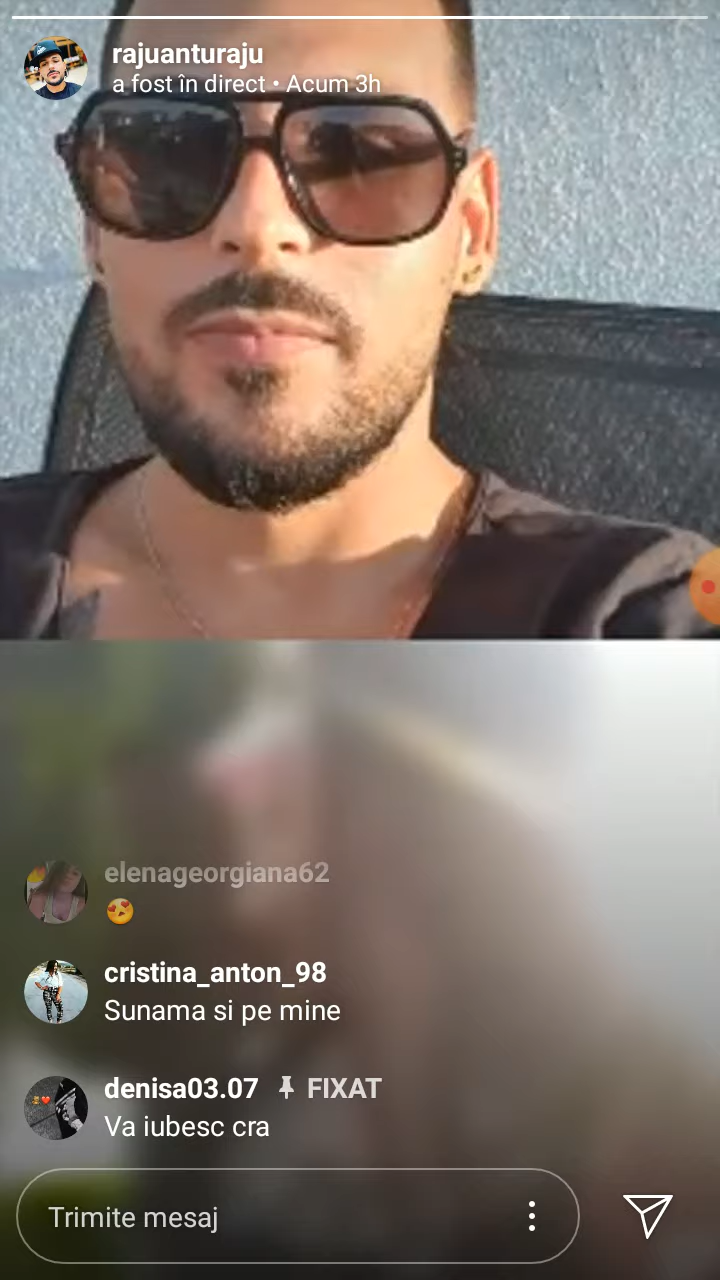 rajuanturaju
a fost în direct • Acum 3h
elenageorgiana62
😍
cristina_anton_98
Sunama si pe mine
denisa03.07 FIXAT
Va iubesc cra
Trimite mesaj